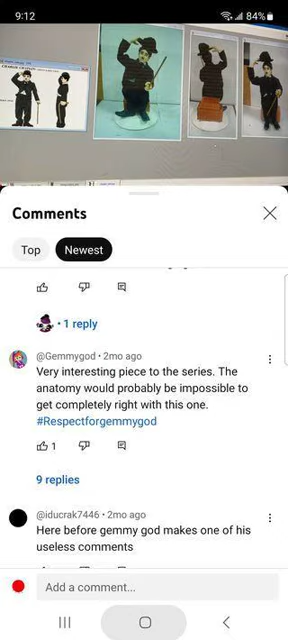 9:12
84%
Comments
Top
Newest
• 1 reply
@Gemmygod • 2mo ago
Very interesting piece to the series. The
anatomy would probably be impossible to
get completely right with this one.
#Respectforgemmygod
1
9 replies
@iducrak7446 • 2mo ago
Here before gemmy god makes one of his
useless comments
Add a comment...